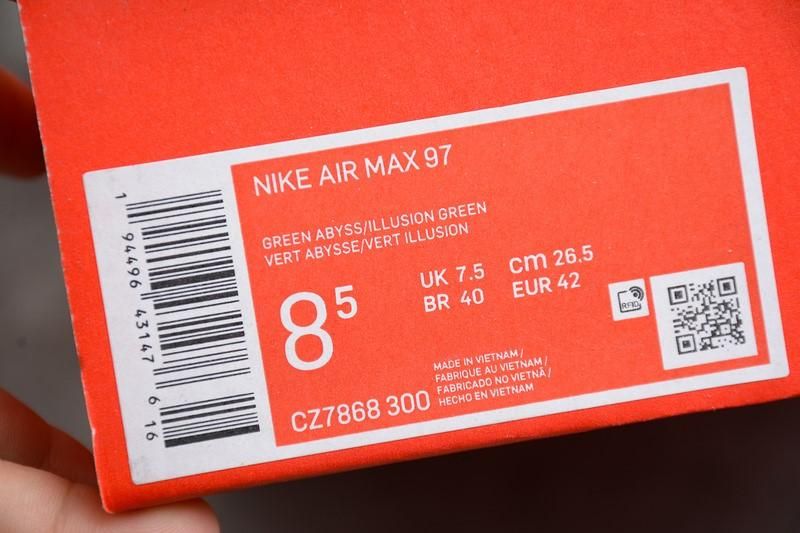 NIKE AIR MAX 97
GREEN ABYSS/ILLUSION GREEN
VERT ABYSSE/VERT ILLUSION
8⁵
UK 7.5 cm 26.5
BR 40 EUR 42
RFID
CZ7868 300
MADE IN VIETNAM /
FABRIQUE AU VIETNAM /
FABRICADO NO VIETNÃ /
HECHO EN VIETNAM
1 94496 43147 6 16